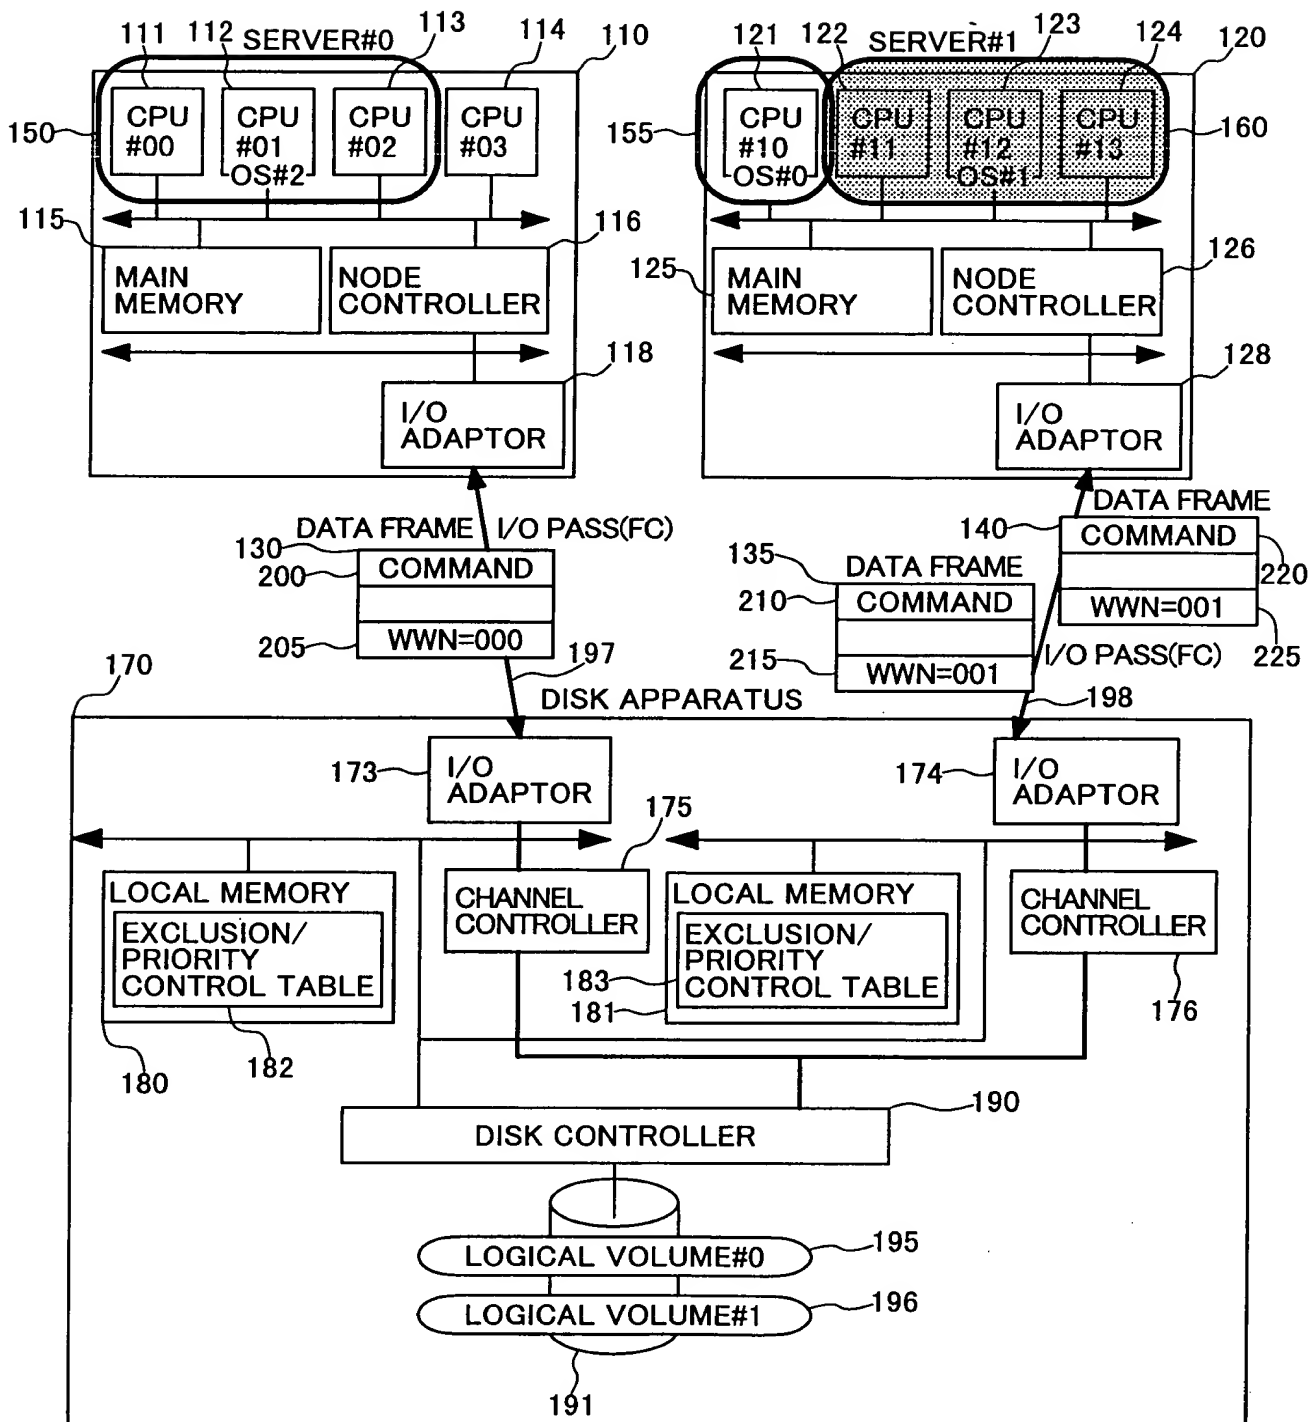 111 112 SERVER#0 113 114 110
121 122 SERVER#1 123 124 120
150
CPU #00
CPU #01 OS#2
CPU #02
CPU #03
155
CPU #10 OS#0
CPU #11
CPU #12 OS#1
CPU #13
160
115
MAIN
MEMORY
116
NODE
CONTROLLER
118
I/O
ADAPTOR
125
MAIN
MEMORY
126
NODE
CONTROLLER
128
I/O
ADAPTOR
DATA FRAME I/O PASS(FC)
130
200
COMMAND
205
WWN=000
197
DATA FRAME
140
COMMAND
220
WWN=001
225
135
DATA FRAME
210
COMMAND
215
WWN=001
I/O PASS(FC)
198
170
DISK APPARATUS
173
I/O
ADAPTOR
174
I/O
ADAPTOR
175
LOCAL MEMORY
EXCLUSION/
PRIORITY
CONTROL TABLE
180
182
CHANNEL
CONTROLLER
LOCAL MEMORY
EXCLUSION/
PRIORITY
CONTROL TABLE
183
181
CHANNEL
CONTROLLER
176
190
DISK CONTROLLER
LOGICAL VOLUME#0
195
LOGICAL VOLUME#1
196
191